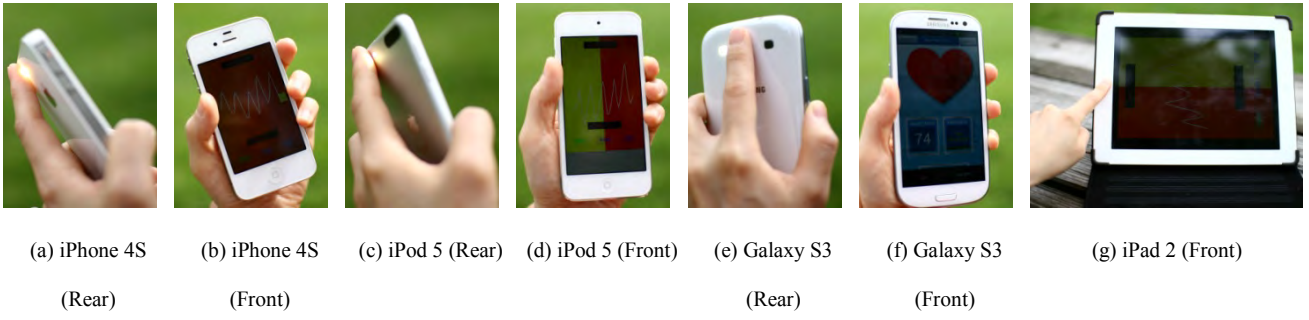 74
(a) iPhone 4S
(Rear)
(b) iPhone 4S
(Front)
(c) iPod 5 (Rear)
(d) iPod 5 (Front)
(e) Galaxy S3
(Rear)
(f) Galaxy S3
(Front)
(g) iPad 2 (Front)